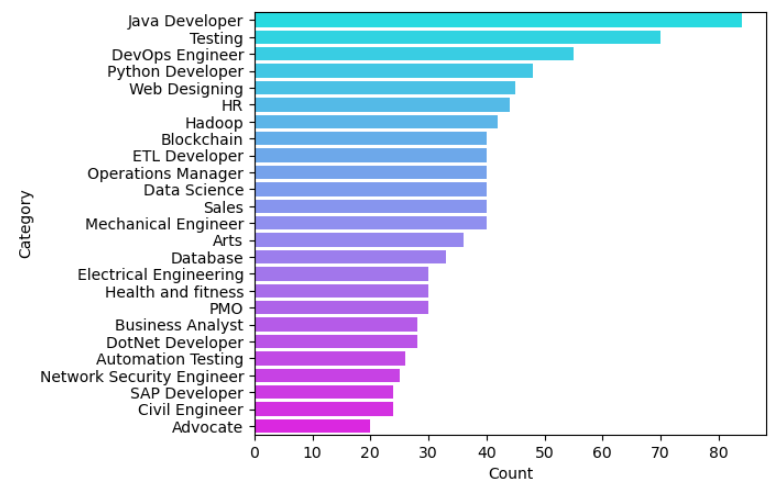 Java Developer
Testing
DevOps Engineer
Python Developer
Web Designing
HR
Hadoop
Blockchain
ETL Developer
Operations Manager
Data Science
Sales
Mechanical Engineer
Arts
Database
Electrical Engineering
Health and fitness
PMO
Business Analyst
DotNet Developer
Automation Testing
Network Security Engineer
SAP Developer
Civil Engineer
Advocate
Category
0 10 20 30 40 50 60 70 80
Count